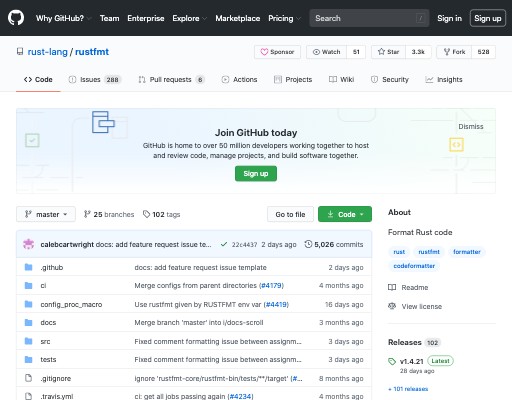 Why GitHub? Team Enterprise Explore Marketplace Pricing Search / Sign in Sign up
rust-lang / rustfmt Sponsor Watch 51 Star 3.3k Fork 528
Code Issues 288 Pull requests 6 Actions Projects Wiki Security Insights
Dismiss
Join GitHub today
GitHub is home to over 50 million developers working together to host
and review code, manage projects, and build software together.
Sign up
master 25 branches 102 tags Go to file Code
calebcartwright docs: add feature request issue te... 22c4437 2 days ago 5,026 commits
.github docs: add feature request issue template 2 days ago
ci Merge configs from parent directories (#4179) 4 months ago
config_proc_macro Use rustfmt given by RUSTFMT env var (#4419) 16 days ago
docs Merge branch 'master' into i/docs-scroll 3 months ago
src Fixed comment formatting issue between assignm... 3 days ago
tests Fixed comment formatting issue between assignm... 3 days ago
.gitignore ignore 'rustfmt-core/rustfmt-bin/tests/**/target' (#... 8 months ago
.travis.yml ci: get all jobs passing again (#4234) 4 months ago
About
Format Rust code
rust rustfmt formatter
codeformatter
Readme
View license
Releases 102
v1.4.21 Latest
28 days ago
+ 101 releases